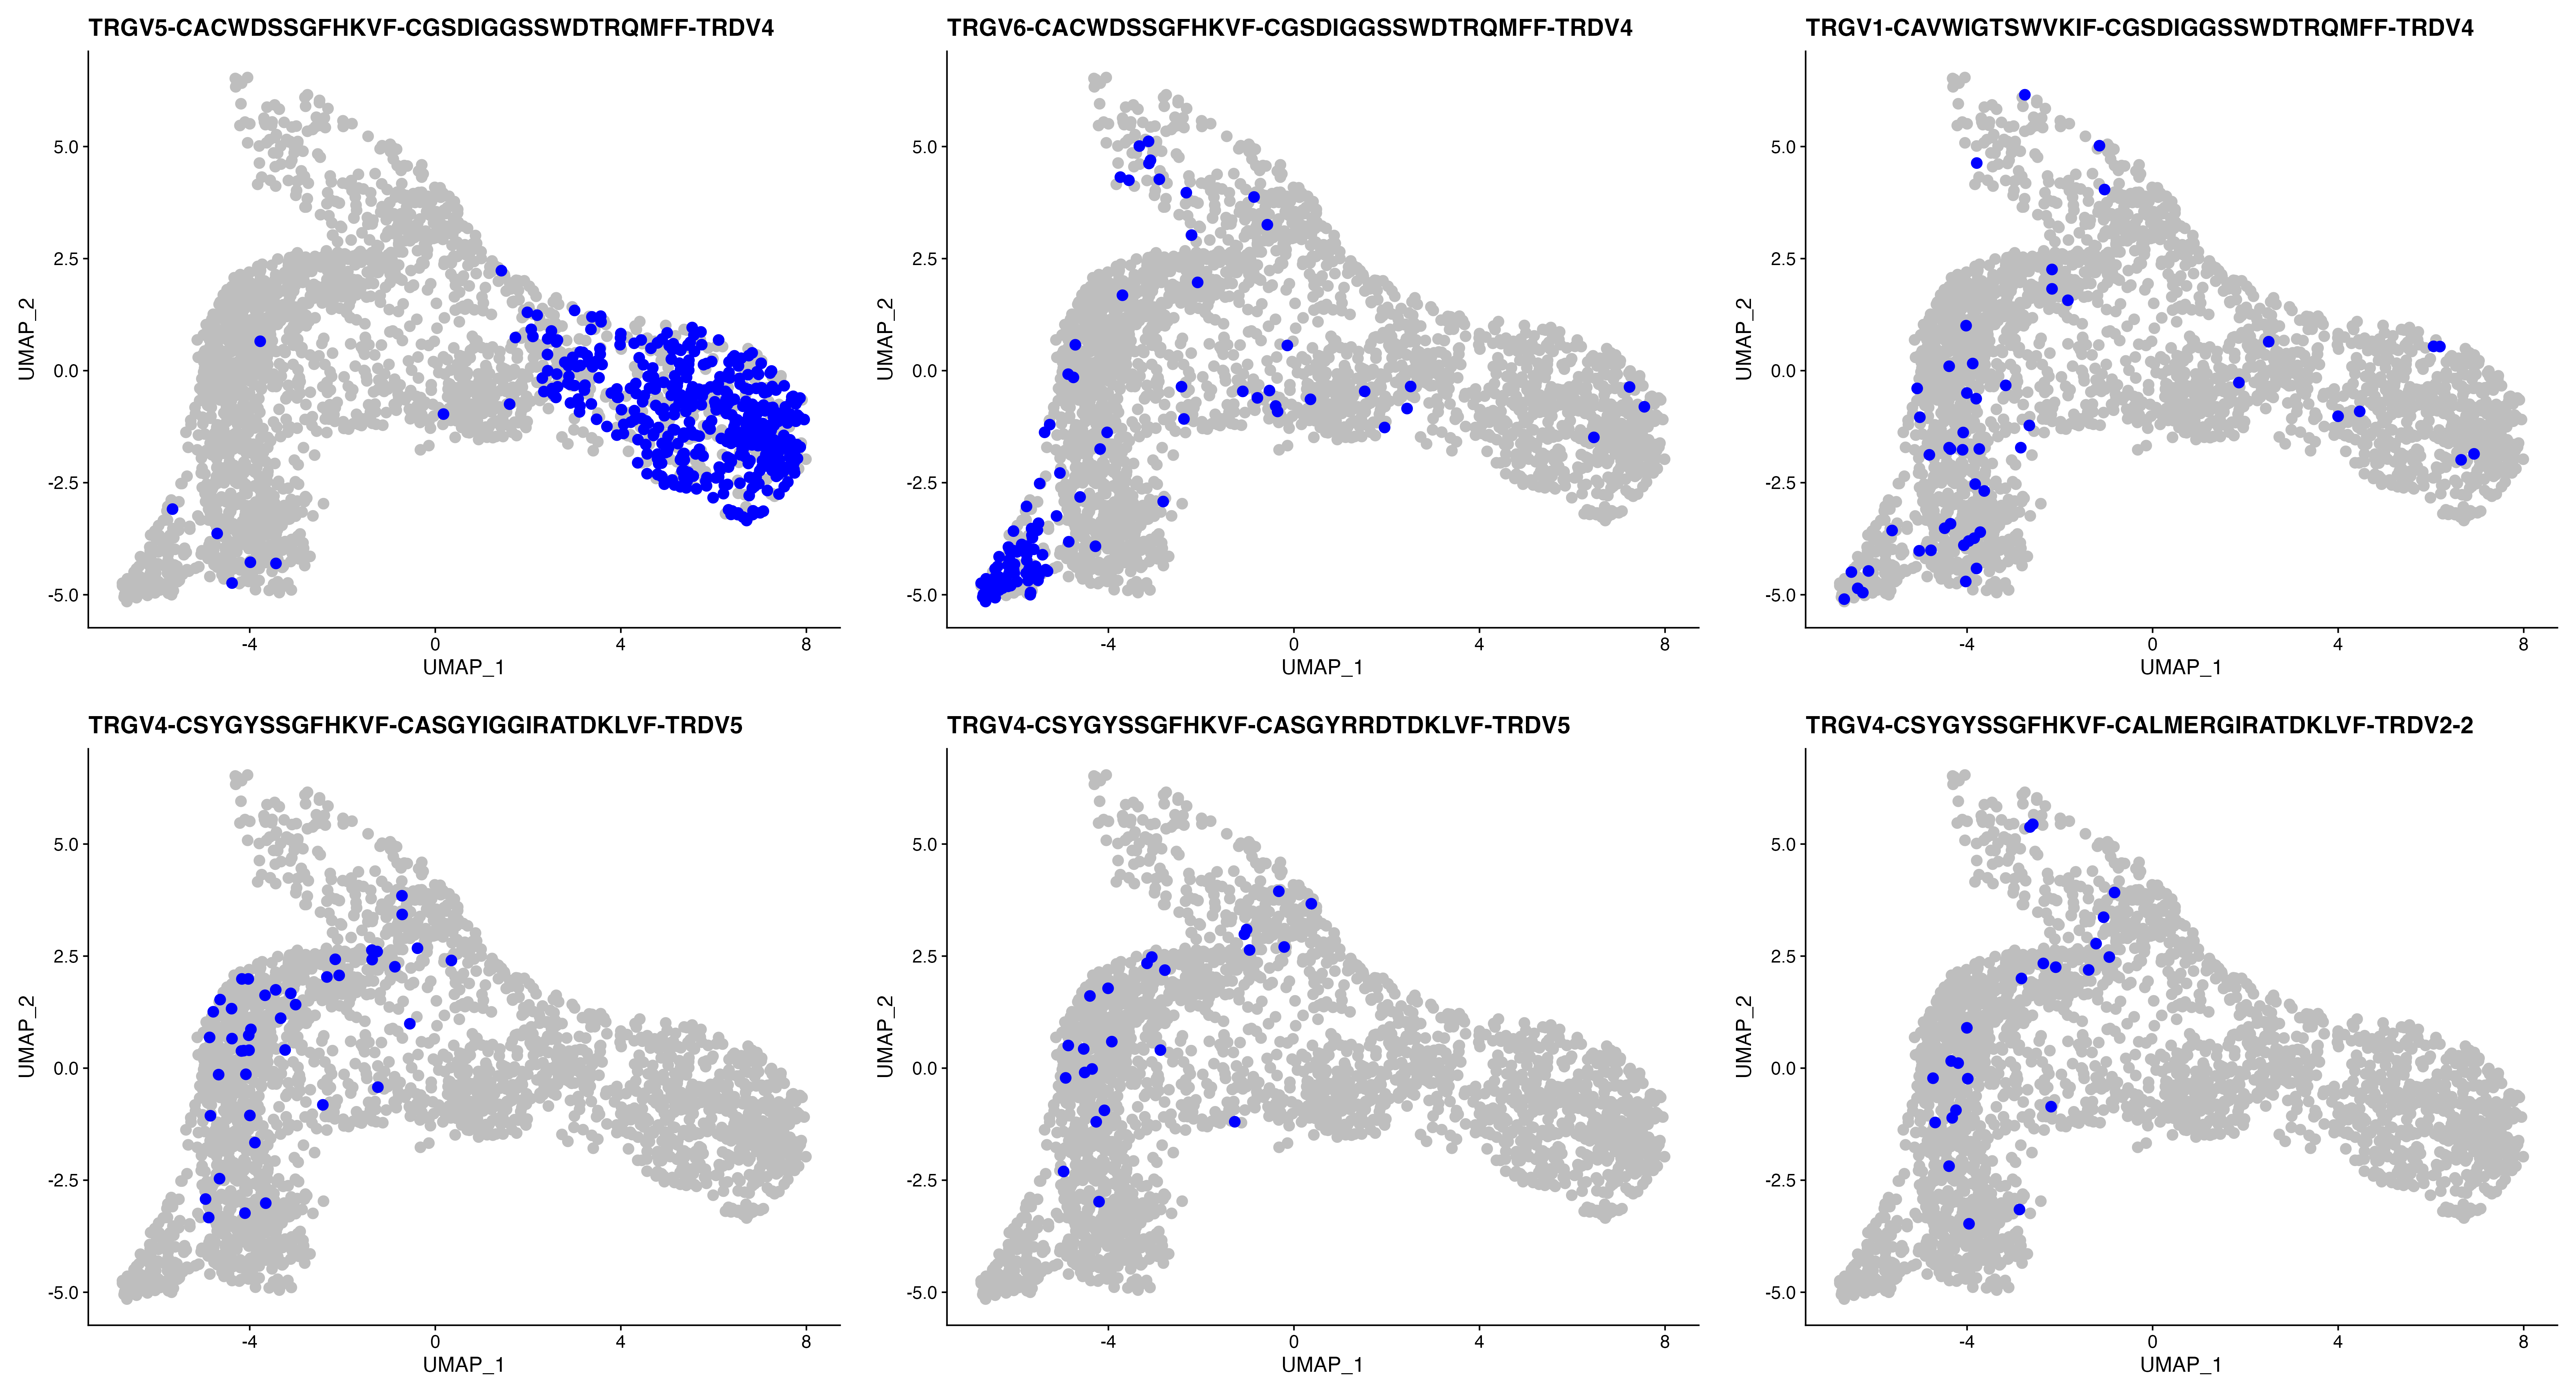 TRGV5-CACWDSSGFHKVF-CGSDIGGSSWDTRQMFF-TRDV4
5.0
2.5
0.0
-2.5
-5.0
UMAP_2
-4 0 4 8
UMAP_1
TRGV6-CACWDSSGFHKVF-CGSDIGGSSWDTRQMFF-TRDV4
5.0
2.5
0.0
-2.5
-5.0
UMAP_2
-4 0 4 8
UMAP_1
TRGV1-CAVWIGTSWVKIF-CGSDIGGSSWDTRQMFF-TRDV4
5.0
2.5
0.0
-2.5
-5.0
UMAP_2
-4 0 4 8
UMAP_1
TRGV4-CSYGYSSGFHKVF-CASGYIGGIRATDKLVF-TRDV5
5.0
2.5
0.0
-2.5
-5.0
UMAP_2
-4 0 4 8
UMAP_1
TRGV4-CSYGYSSGFHKVF-CASGYRRDTDKLVF-TRDV5
5.0
2.5
0.0
-2.5
-5.0
UMAP_2
-4 0 4 8
UMAP_1
TRGV4-CSYGYSSGFHKVF-CALMERGIRATDKLVF-TRDV2-2
5.0
2.5
0.0
-2.5
-5.0
UMAP_2
-4 0 4 8
UMAP_1